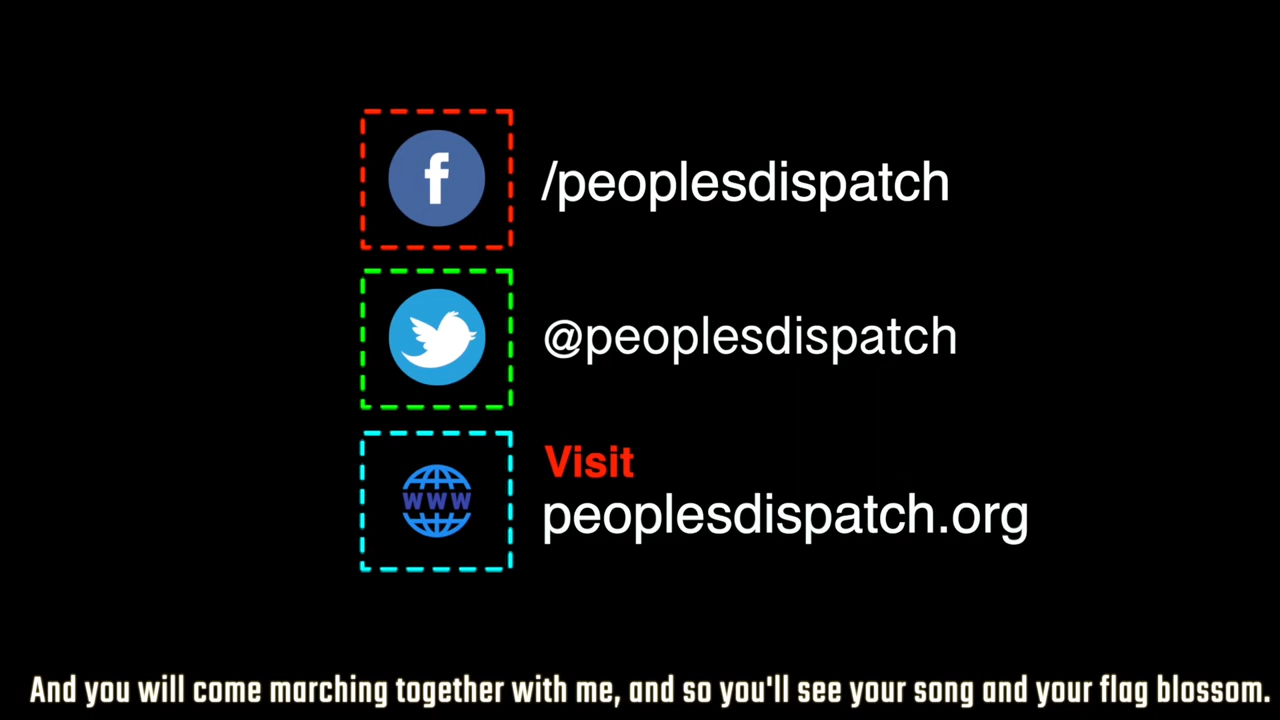 f
/peoplesdispatch
@peoplesdispatch
Visit
WWW
peoplesdispatch.org
And you will come marching together with me, and so you'll see your song and your flag blossom.